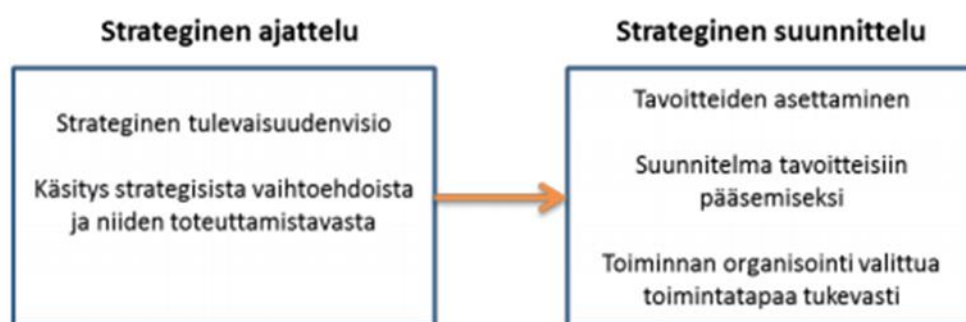 Strateginen ajattelu
Strateginen tulevaisuudenvisio
Käsitys strategisista vaihtoehdoista
ja niiden toteuttamistavasta
Strateginen suunnittelu
Tavoitteiden asettaminen
Suunnitelma tavoitteisiin
pääsemiseksi
Toiminnan organisointi valittua
toimintatapaa tukevasti